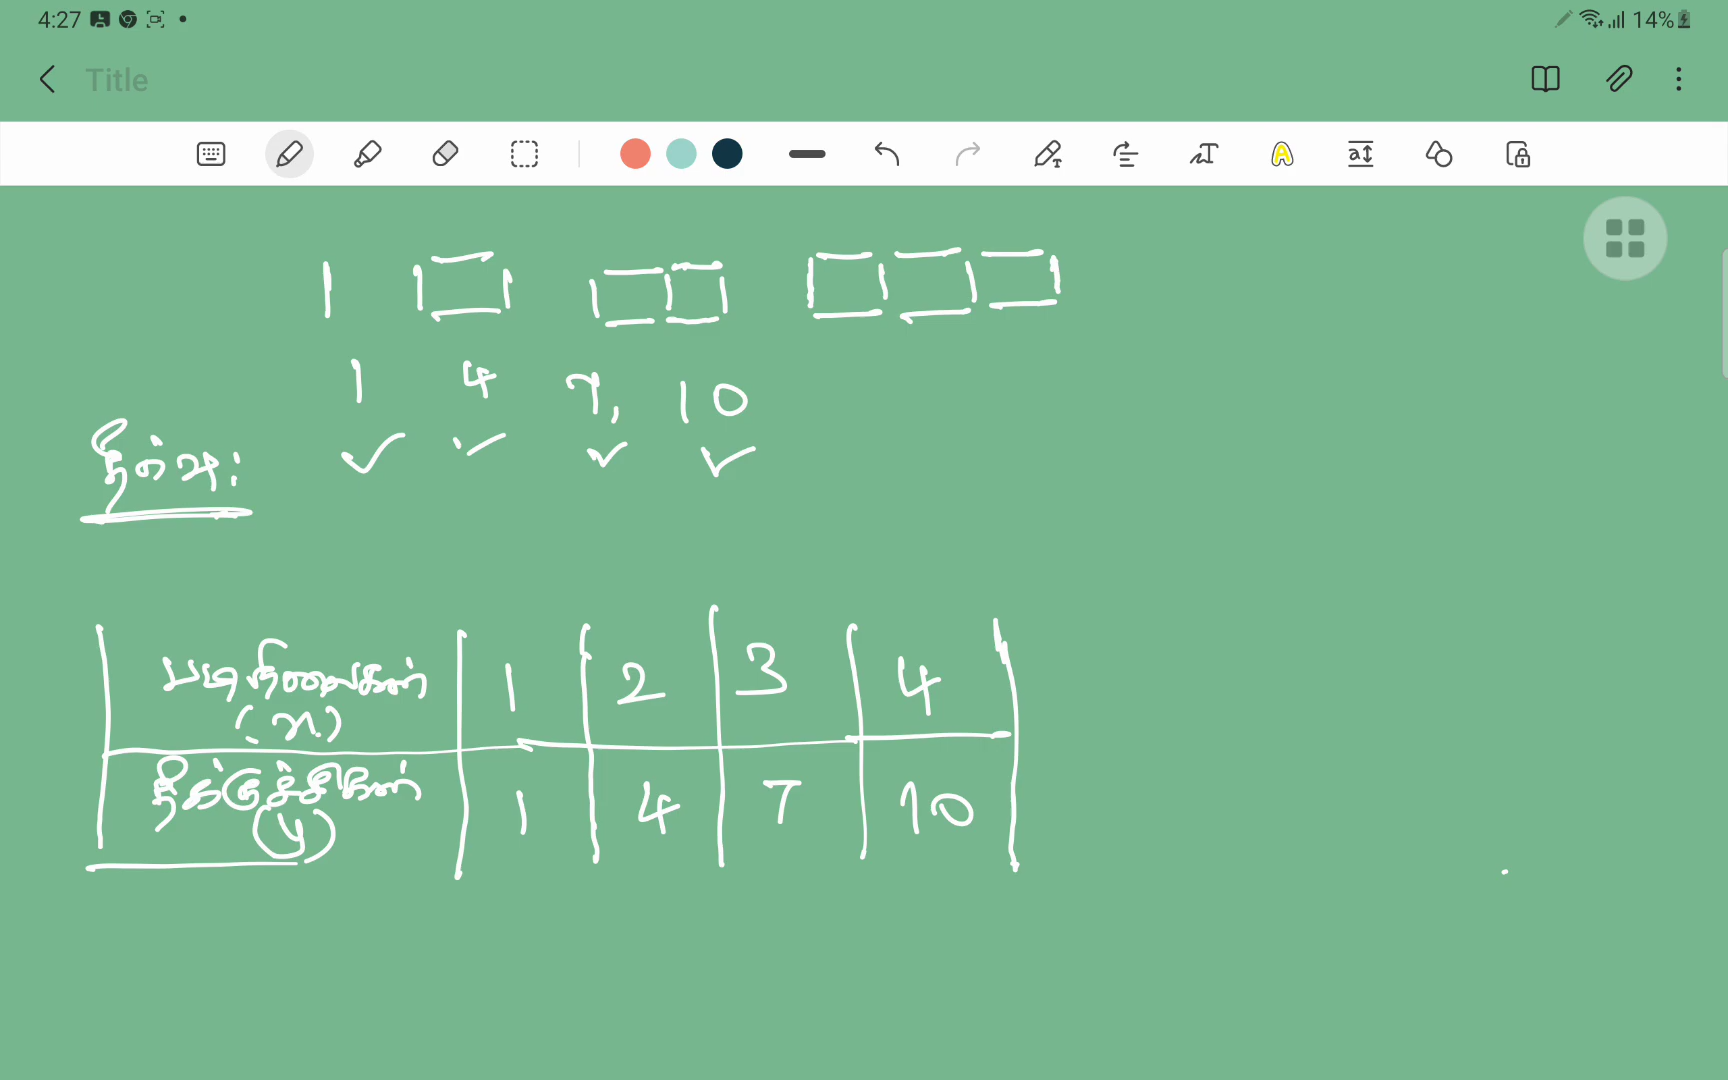 4:27 14%
Title
1 4 7, 10
தீர்வு:
படிநிலைகள் 1 2 3 4
(x)
தீக்குச்சிகள் 1 4 7 10
(y)